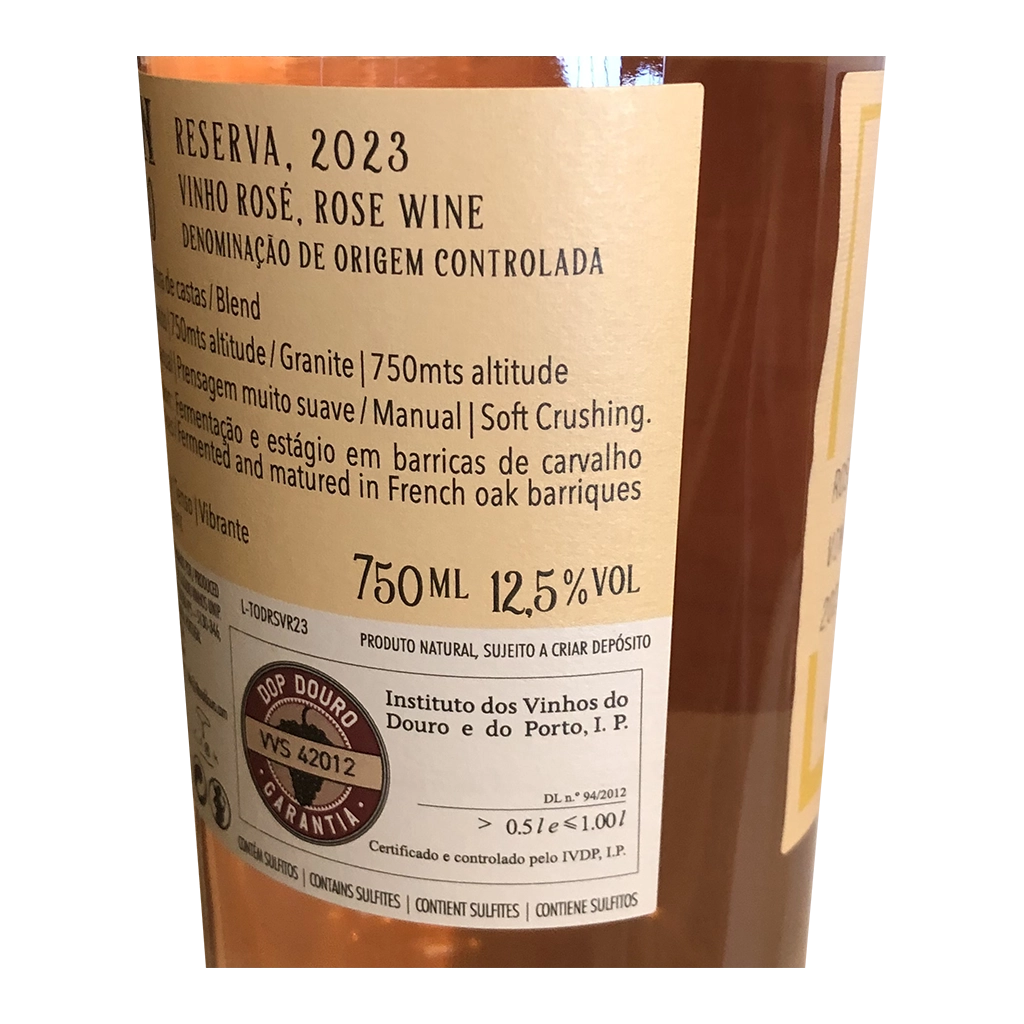 RESERVA, 2023
VINHO ROSÉ, ROSE WINE
DENOMINAÇÃO DE ORIGEM CONTROLADA
de castas / Blend
750mts altitude / Granite | 750mts altitude
Prensagem muito suave / Manual | Soft Crushing.
Fermentação e estágio em barricas de carvalho
Fermented and matured in French oak barriques
| Vibrante
750ML 12,5%VOL
PRODUCED
L-TODRSVR23
PRODUTO NATURAL, SUJEITO A CRIAR DEPÓSITO
DOP DOURO
VVS 42012
GARANTIA
Instituto dos Vinhos do
Douro e do Porto, I. P.
DL n.º 94/2012
> 0.5 l e ⩽ 1.00 l
Certificado e controlado pelo IVDP, I.P.
CONTÉM SULFITOS | CONTAINS SULFITES | CONTIENT SULFITES | CONTIENE SULFITOS